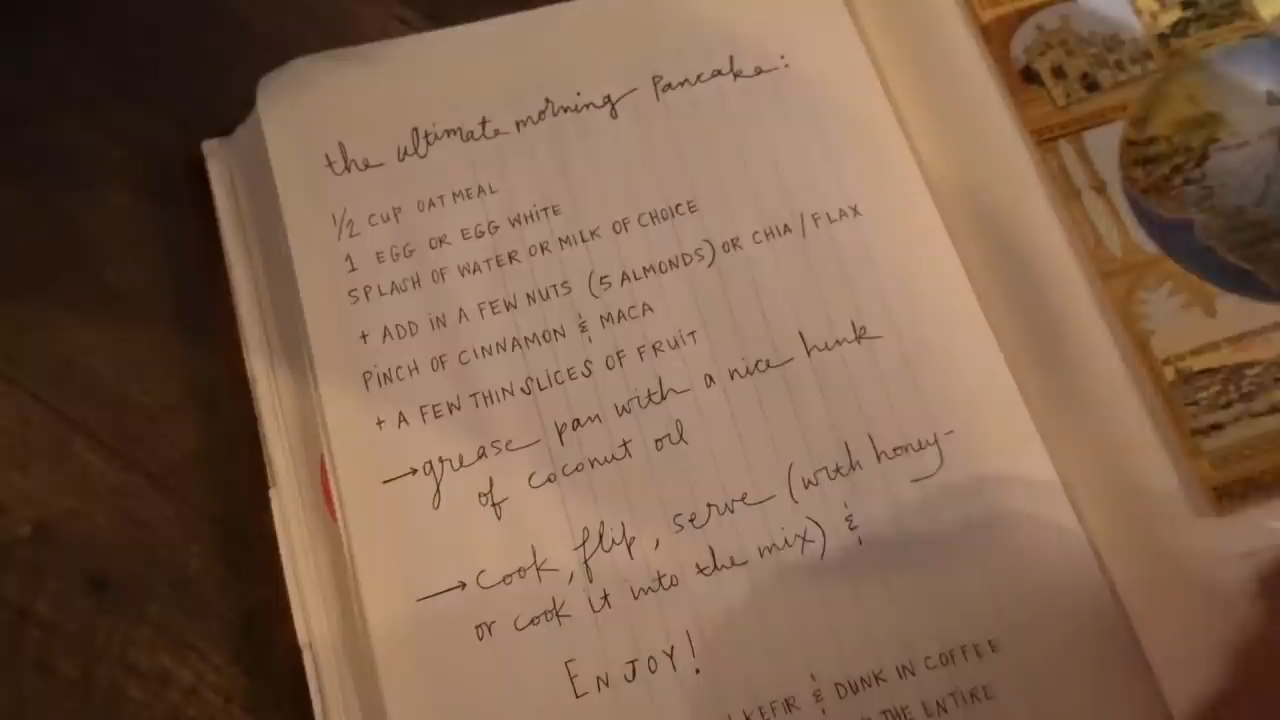 the ultimate morning Pancake:
1/2 CUP OATMEAL
1 EGG OR EGG WHITE
SPLASH OF WATER OR MILK OF CHOICE
+ ADD IN A FEW NUTS (5 ALMONDS) OR CHIA/FLAX
PINCH OF CINNAMON & MACA
+ A FEW THIN SLICES OF FRUIT
→ grease pan with a nice hunk
of coconut oil
→ Cook, flip, serve (with honey-
or cook it into the mix) &
ENJOY!
KEFIR & DUNK IN COFFEE
THE ENTIRE